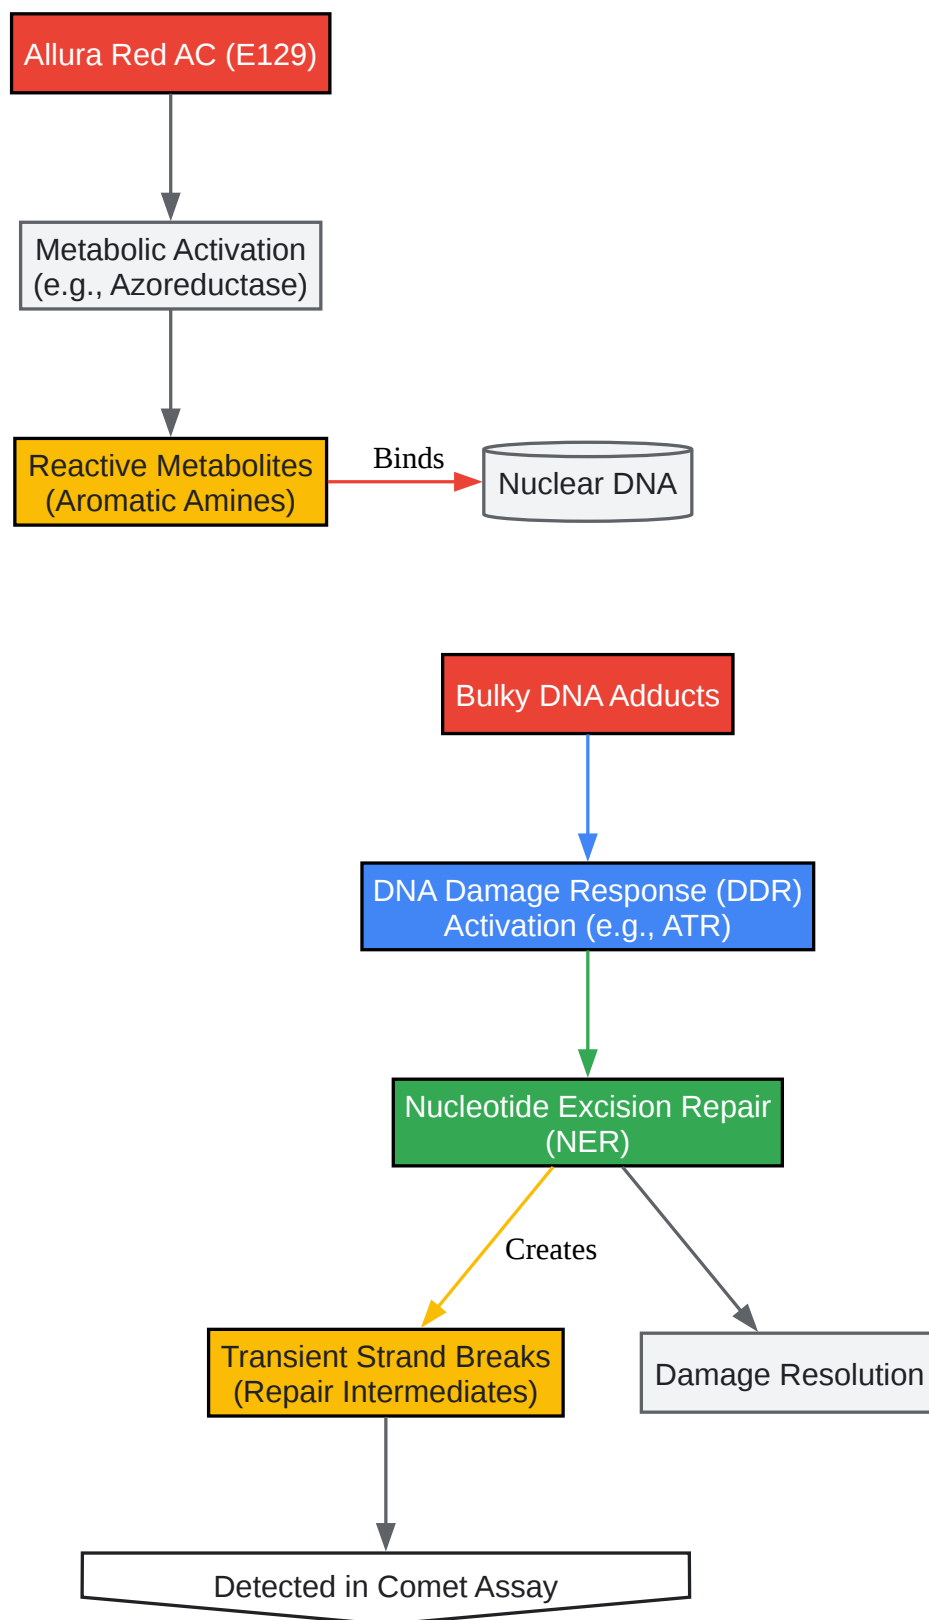 Allura Red AC (E129)
Metabolic Activation
(e.g., Azoreductase)
Reactive Metabolites
(Aromatic Amines)
Binds
Nuclear DNA
Bulky DNA Adducts
DNA Damage Response (DDR)
Activation (e.g., ATR)
Nucleotide Excision Repair
(NER)
Creates
Transient Strand Breaks
(Repair Intermediates)
Damage Resolution
Detected in Comet Assay